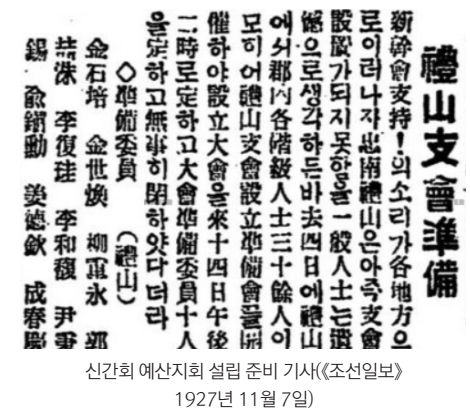 禮山支會準備
新幹會支持！의소리가各地方으
로이러나자忠南禮山은아즉支會
設置가되지못함을一般人士는遺
憾으로생각하든바去四日에禮山
에서郡內各階級人士三十餘人이
모히어禮山支會設立準備會를開
催하야設立大會을來十四日午後
二時로定하고大會準備委員十人
을定하고無事히閉하얏다더라
◇準備委員 (禮山)
金石培 金世煥 郭
李復珪 李和馥 尹秉
錫 姜德欽 成春慶
신간회 예산지회 설립 준비 기사(《조선일보》
1927년 11월 7일)